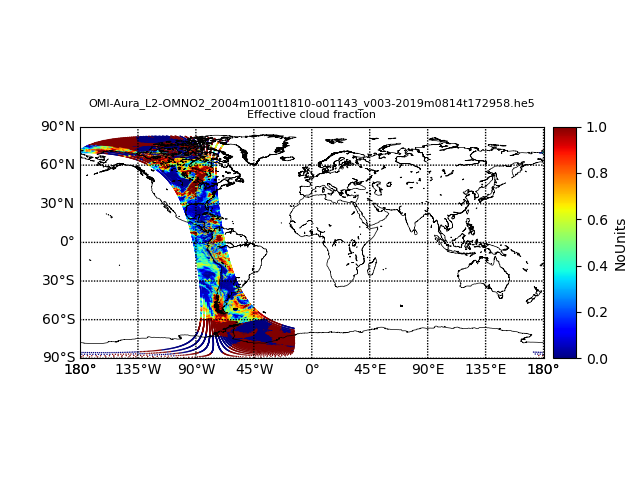 OMI-Aura_L2-OMNO2_2004m1001t1810-o01143_v003-2019m0814t172958.he5
Effective cloud fraction
90°N
60°N
30°N
0°
30°S
60°S
90°S
180°
135°W
90°W
45°W
0°
45°E
90°E
135°E
180°
1.0
0.8
0.6
0.4
0.2
0.0
NoUnits